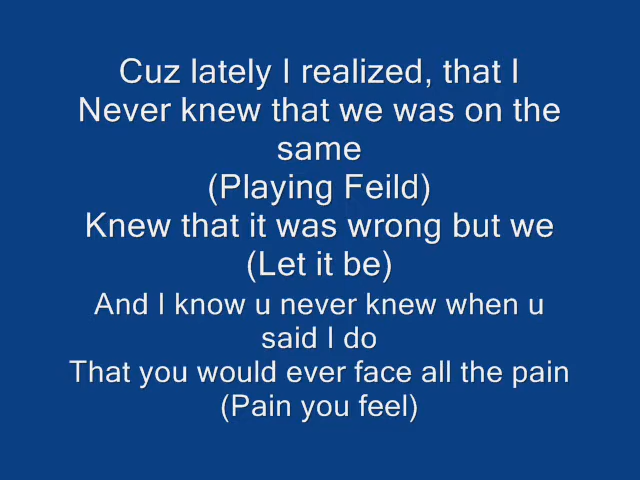 Cuz lately I realized, that I
Never knew that we was on the
same
(Playing Feild)
Knew that it was wrong but we
(Let it be)
And I know u never knew when u
said I do
That you would ever face all the pain
(Pain you feel)